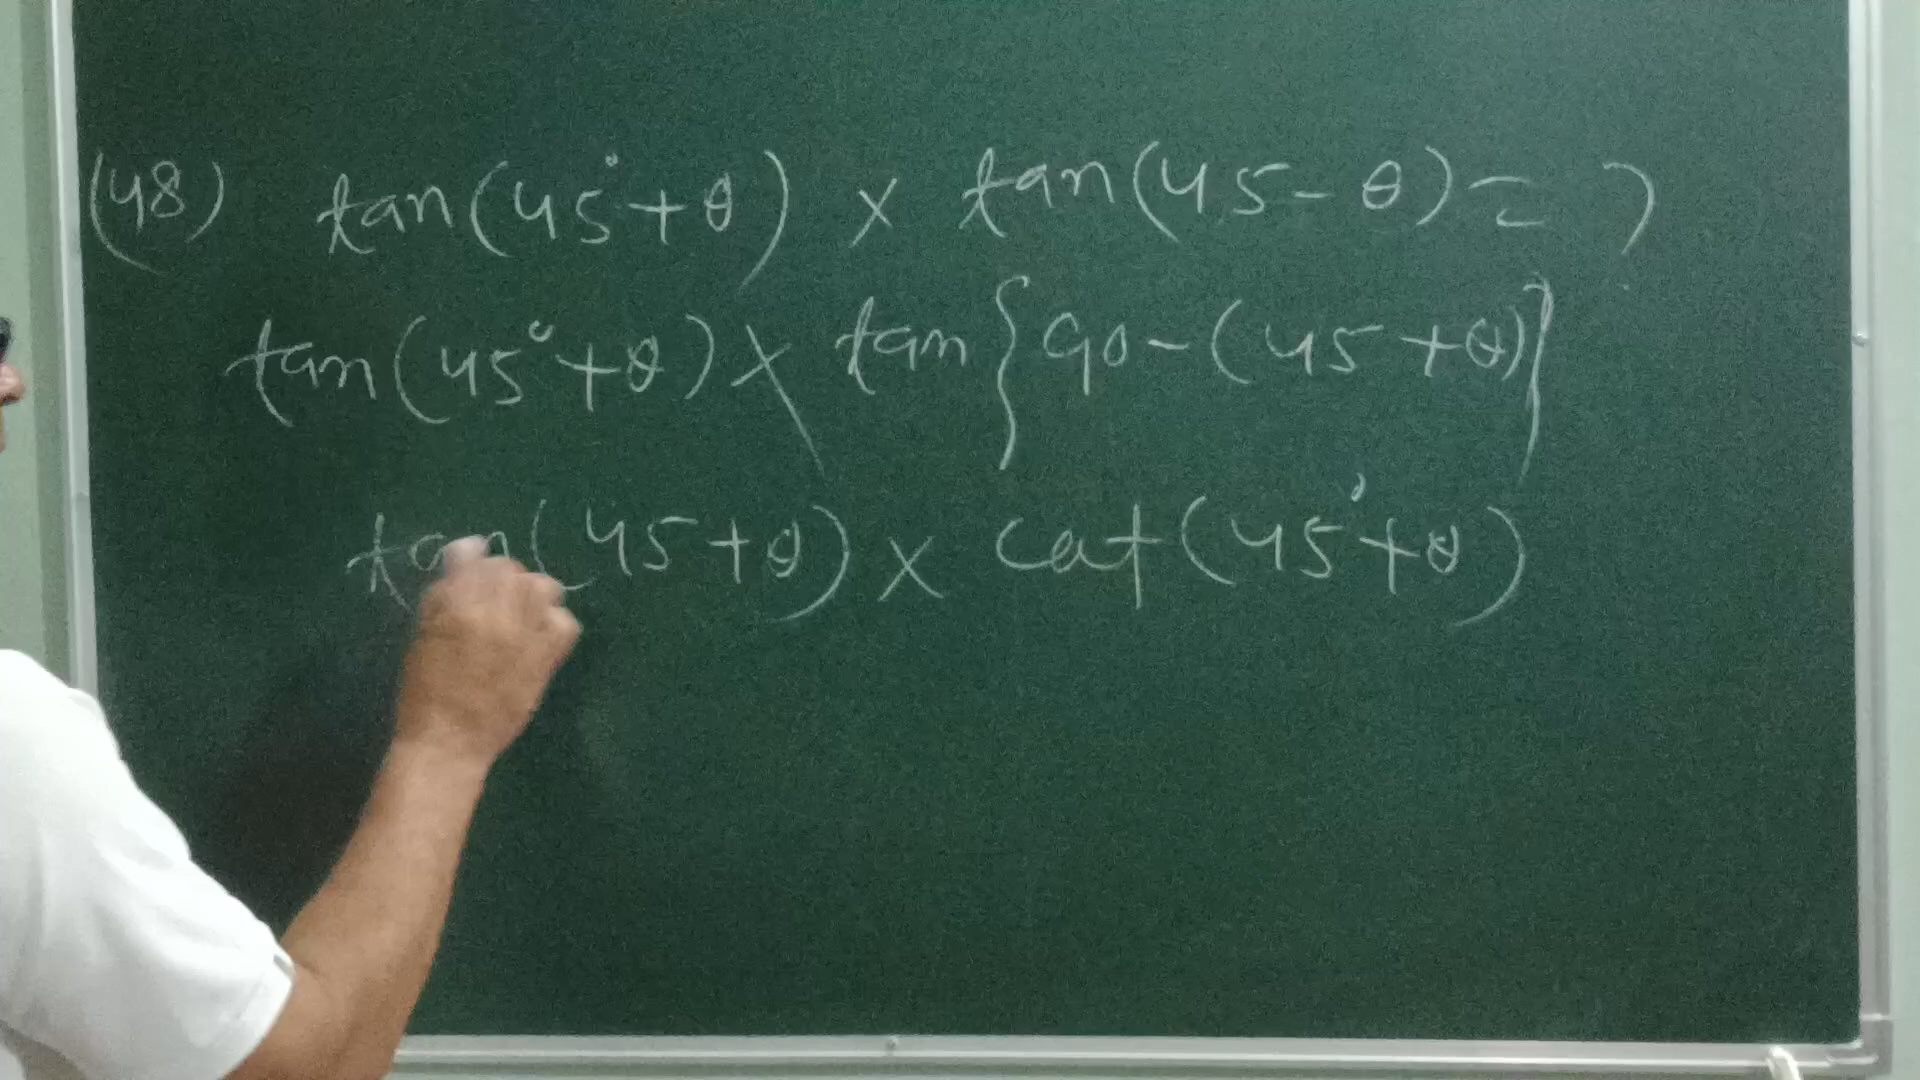 (48) tan(45°+θ) × tan(45-θ) = ?
tan(45°+θ) × tan{90-(45+θ)}
tan(45+θ) × cot(45°+θ)